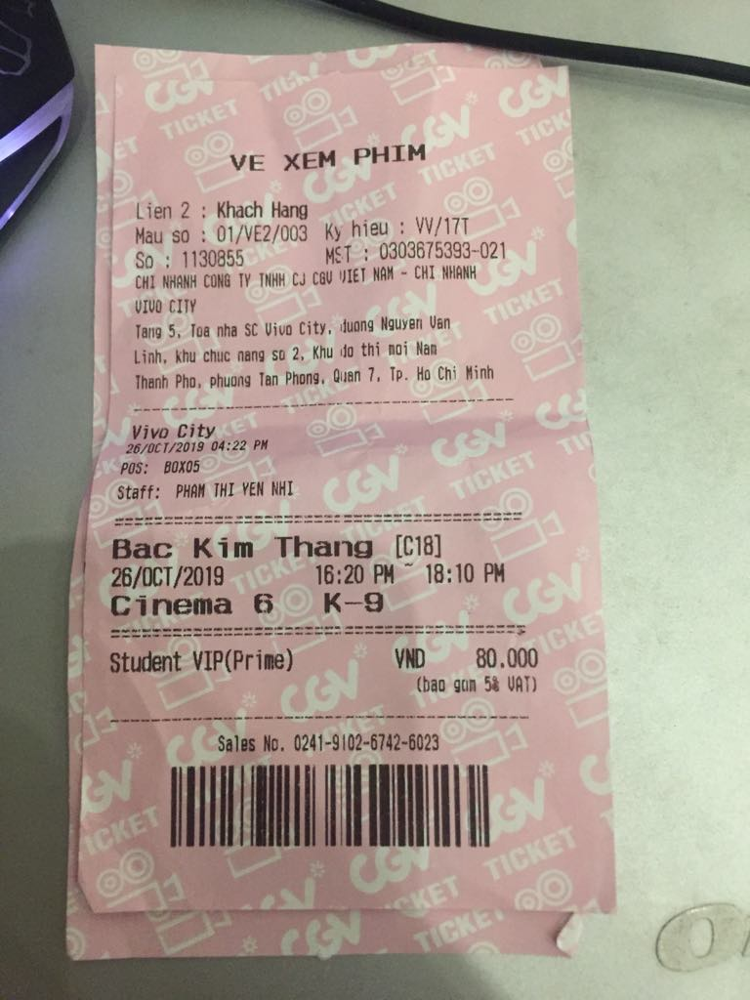 VE XEM PHIM
Lien 2 : Khach Hang
Mau so : 01/VE2/003 Ky hieu : VV/17T
So : 1130855 MST : 0303675393-021
CHI NHANH CONG TY TNHH CJ CGV VIET NAM - CHI NHANH
VIVO CITY
Tang 5, Toa nha SC Vivo City, duong Nguyen Van
Linh, khu chuc nang so 2, Khu do thi moi Nam
Thanh Pho, phuong Tan Phong, Quan 7, Tp. Ho Chi Minh
Vivo City
26/OCT/2019 04:22 PM
POS: BOX05
Staff: PHAM THI YEN NHI
Bac Kim Thang [C18]
26/OCT/2019 16:20 PM ~ 18:10 PM
Cinema 6 K-9
Student VIP(Prime) VND 80.000
(bao gom 5% VAT)
Sales No. 0241-9102-6742-6023